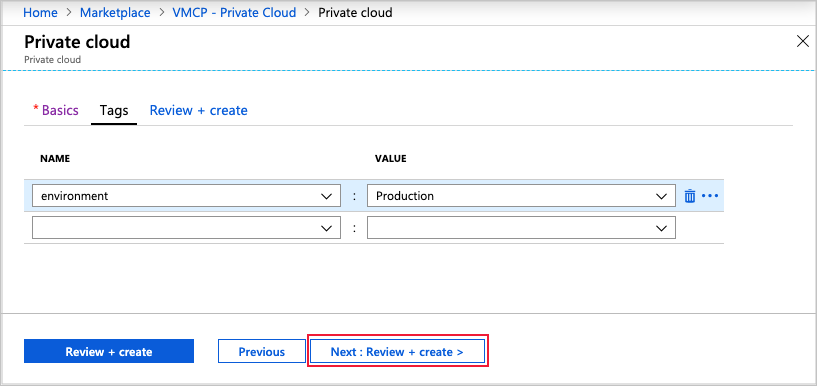 Home > Marketplace > VMCP - Private Cloud > Private cloud
Private cloud
Private cloud
* Basics Tags Review + create
NAME VALUE
environment : Production
:
Review + create Previous Next : Review + create >